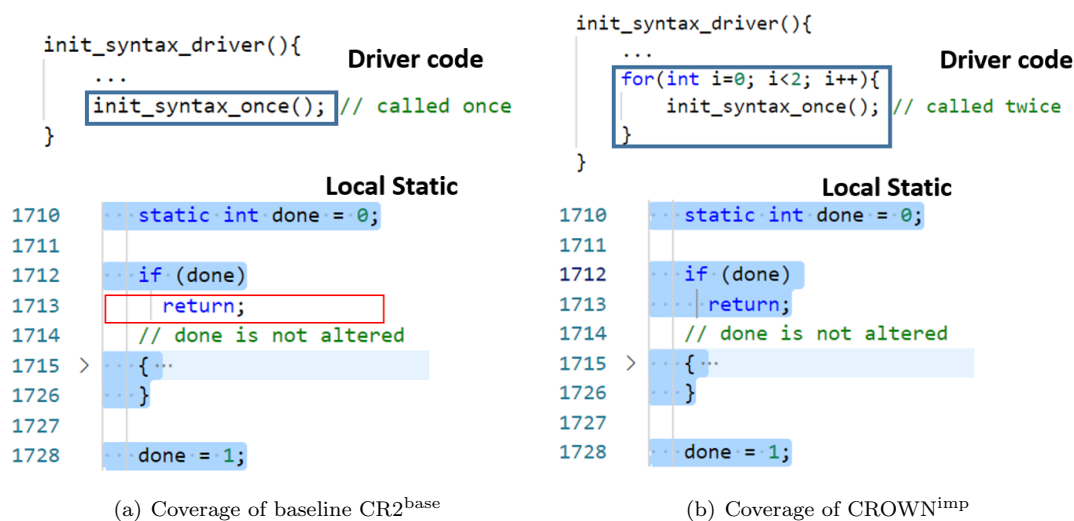 init_syntax_driver(){
Driver code
...
init_syntax_once(); // called once
}
Local Static
1710 static int done = 0;
1711
1712 if (done)
1713 return;
1714 // done is not altered
1715 > { ...
1726 }
1727
1728 done = 1;
(a) Coverage of baseline CR2base
init_syntax_driver(){
...
Driver code
for(int i=0; i<2; i++){
init_syntax_once(); // called twice
}
}
Local Static
1710 static int done = 0;
1711
1712 if (done)
1713 return;
1714 // done is not altered
1715 > { ...
1726 }
1727
1728 done = 1;
(b) Coverage of CROWNimp